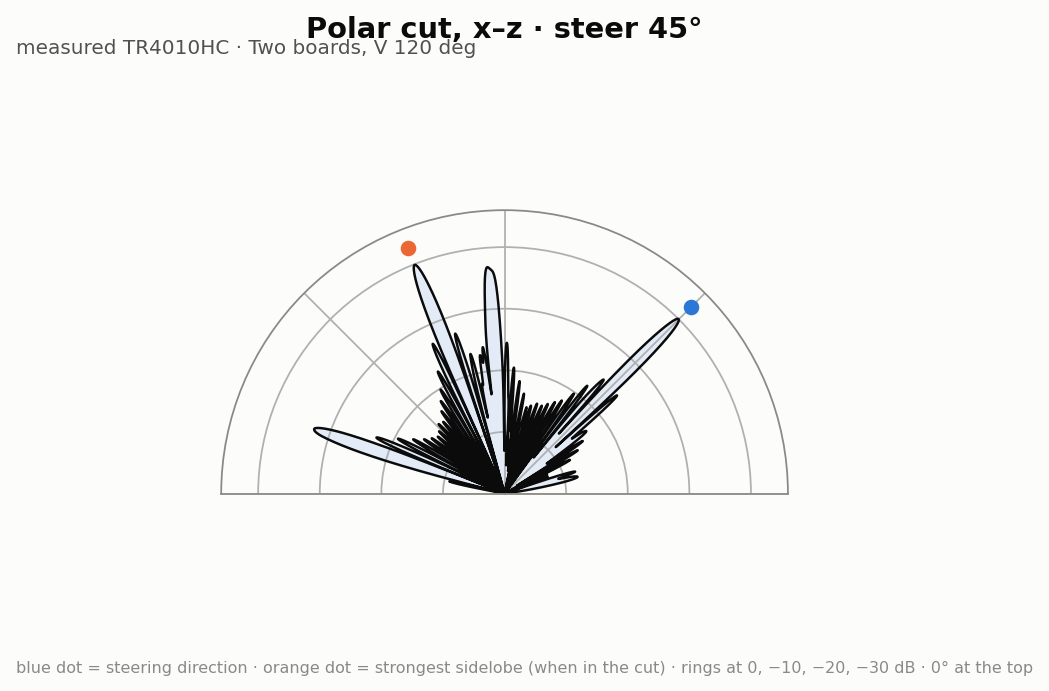 Polar cut, x–z · steer 45°
measured TR4010HC · Two boards, V 120 deg
blue dot = steering direction · orange dot = strongest sidelobe (when in the cut) · rings at 0, −10, −20, −30 dB · 0° at the top